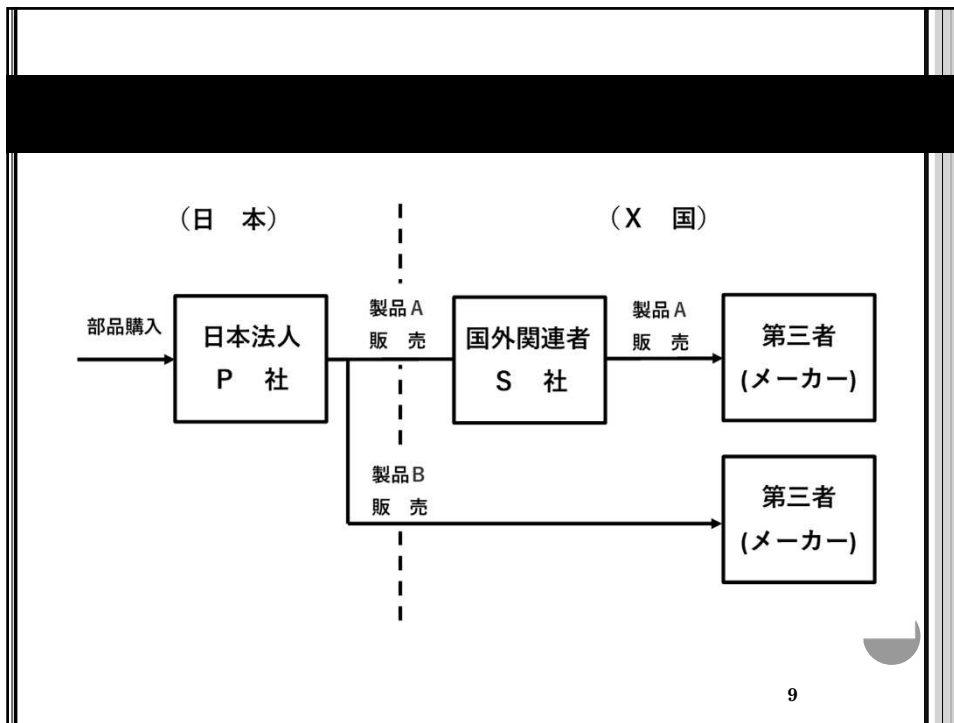 （日　本）
（X　国）
部品購入
日本法人
P　社
製品A
販　売
国外関連者
S　社
製品A
販　売
第三者
(メーカー)
製品B
販　売
第三者
(メーカー)
9